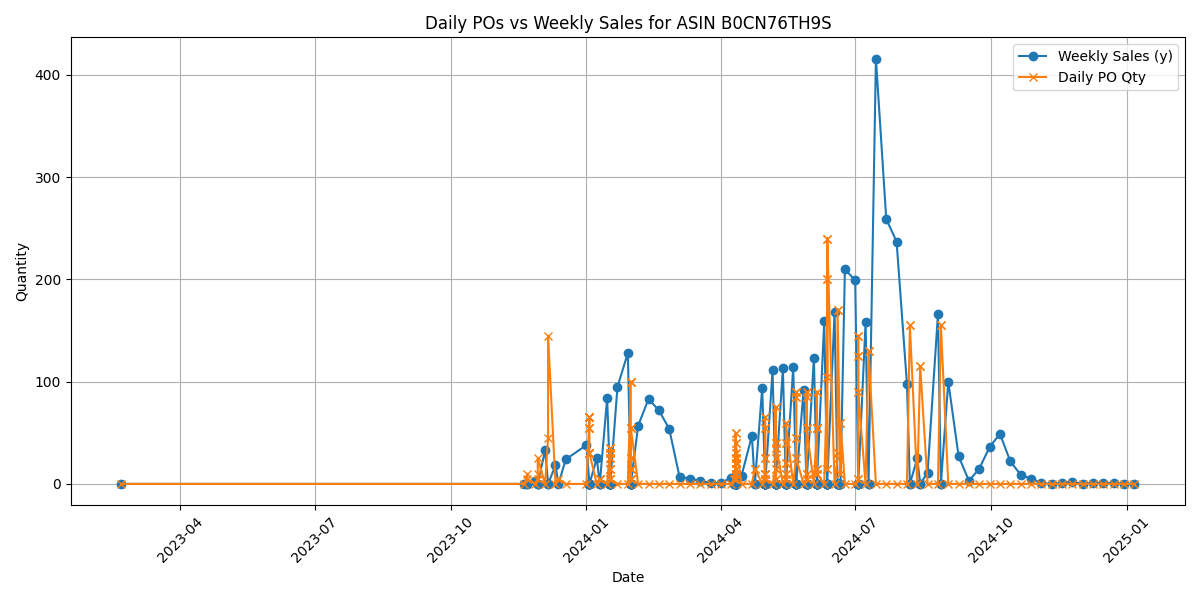 Daily POs vs Weekly Sales for ASIN B0CN76TH9S
Weekly Sales (y)
Daily PO Qty
Quantity
400
300
200
100
0
2023-04
2023-07
2023-10
2024-01
2024-04
2024-07
2024-10
2025-01
Date